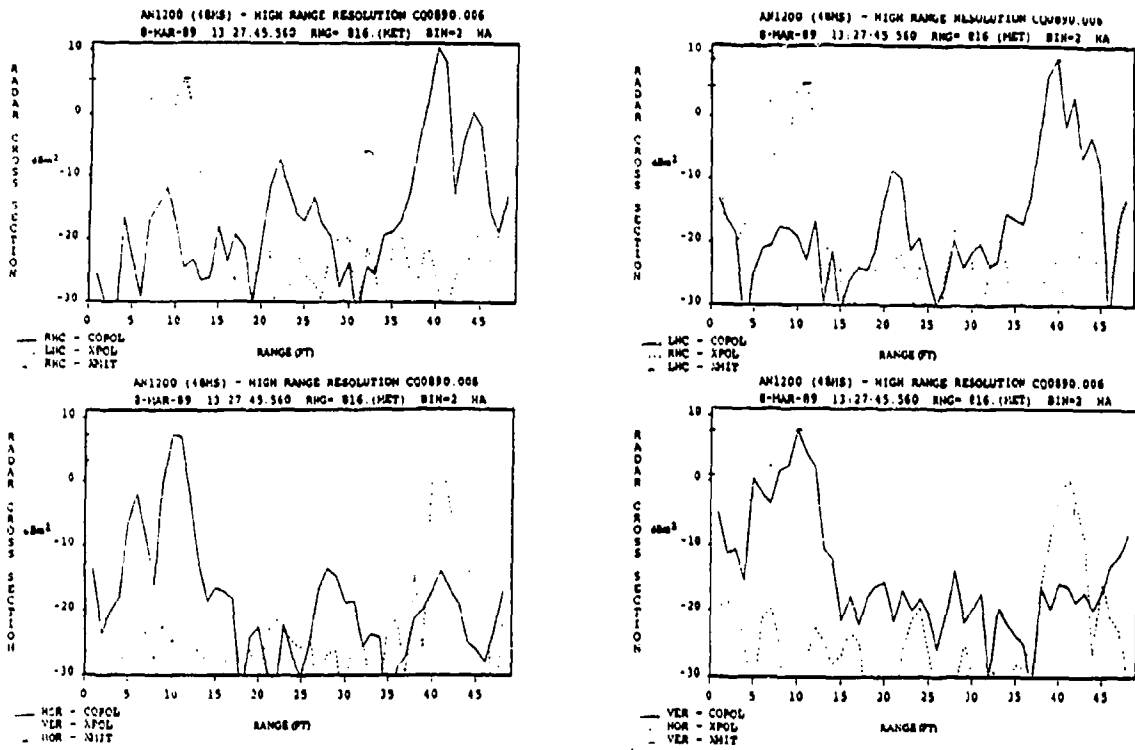 AN1200 (48MS) - HIGH RANGE RESOLUTION CQ0890.006
8-MAR-89 13 27.45.560 RNG= 816.(MET) BIN=2 HA
RADAR CROSS SECTION
dBm²
10
0
-10
-20
-30
0 5 10 15 20 25 30 35 40 45
RHC - COPOL
LHC - XPOL
RHC - XMIT
RANGE(FT)
AN1200 (48MS) - HIGH RANGE RESOLUTION CQ0890.006
8-MAR-89 13:27:45 560 RNG= 816 (MET) BIN=2 HA
RADAR CROSS SECTION
dBm²
10
0
-10
-20
-30
0 5 10 15 20 25 30 35 40 45
LHC - COPOL
RHC - XPOL
LHC - XMIT
RANGE(FT)
AN1200 (48MS) - HIGH RANGE RESOLUTION CQ0890.006
8-MAR-89 13 27.45.560 RNG= 816.(MET) BIN=2 HA
RADAR CROSS SECTION
dBm²
10
0
-10
-20
-30
0 5 10 15 20 25 30 35 40 45
HOR - COPOL
VER - XPOL
HOR - XMIT
RANGE(FT)
AN1200 (48MS) - HIGH RANGE RESOLUTION CQ0890.006
8-MAR-89 13:27:45.560 RNG= 816.(MET) BIN=2 HA
RADAR CROSS SECTION
dBm²
10
0
-10
-20
-30
0 5 10 15 20 25 30 35 40 45
VER - COPOL
HOR - XPOL
VER - XMIT
RANGE(FT)